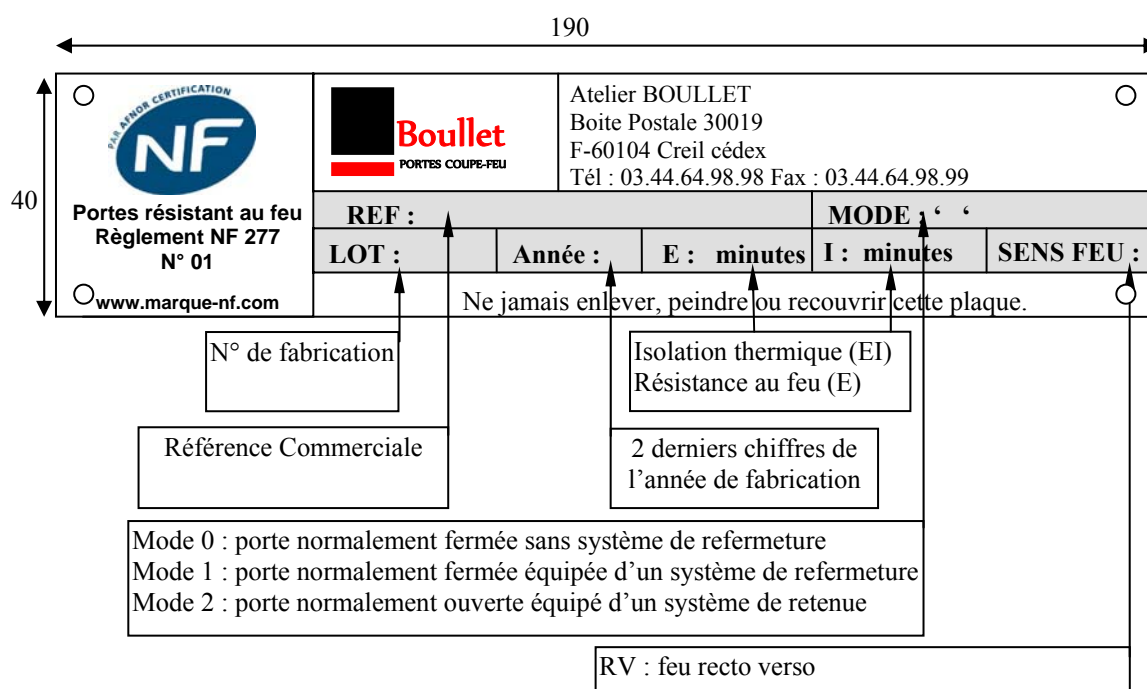 190
40
PAR AFNOR CERTIFICATION
NF
Portes résistant au feu
Règlement NF 277
N° 01
www.marque-nf.com
Boullet
PORTES COUPE-FEU
Atelier BOULLET
Boite Postale 30019
F-60104 Creil cédex
Tél : 03.44.64.98.98 Fax : 03.44.64.98.99
REF : MODE : ‘ ‘
LOT : Année : E : minutes I : minutes SENS FEU :
Ne jamais enlever, peindre ou recouvrir cette plaque.
N° de fabrication
Isolation thermique (EI)
Résistance au feu (E)
Référence Commerciale
2 derniers chiffres de
l’année de fabrication
Mode 0 : porte normalement fermée sans système de refermeture
Mode 1 : porte normalement fermée équipée d’un système de refermeture
Mode 2 : porte normalement ouverte équipé d’un système de retenue
RV : feu recto verso